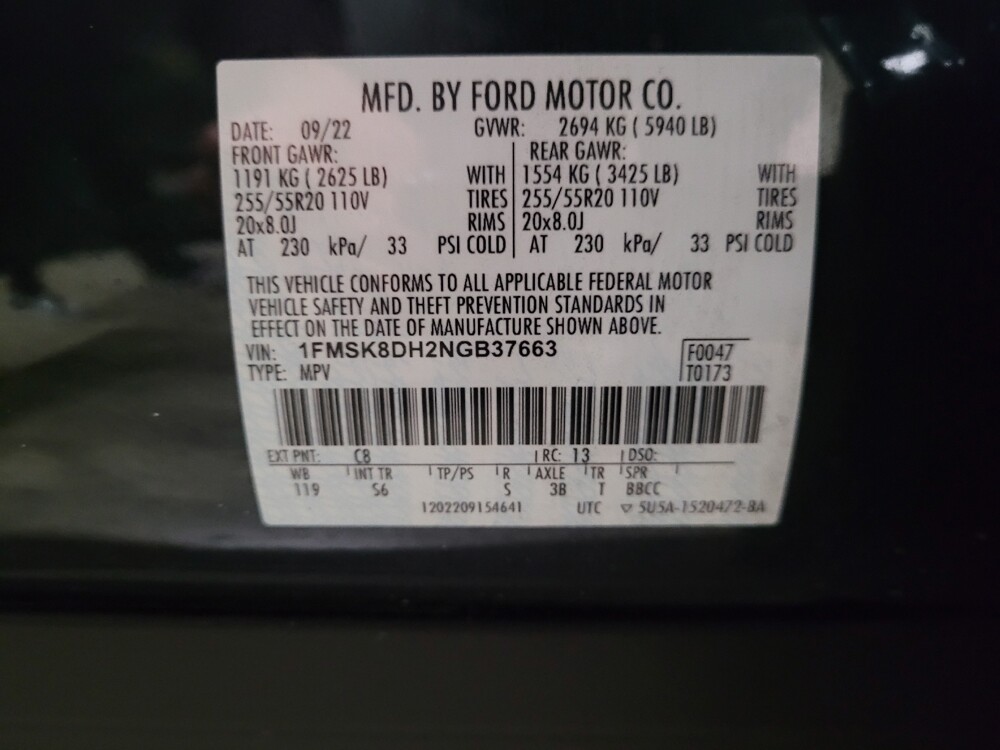 MFD. BY FORD MOTOR CO.
DATE: 09/22 GVWR: 2694 KG ( 5940 LB)
FRONT GAWR: REAR GAWR:
1191 KG ( 2625 LB) WITH 1554 KG ( 3425 LB) WITH
255/55R20 110V TIRES 255/55R20 110V TIRES
20x8.0J RIMS 20x8.0J RIMS
AT 230 kPa/ 33 PSI COLD AT 230 kPa/ 33 PSI COLD
THIS VEHICLE CONFORMS TO ALL APPLICABLE FEDERAL MOTOR
VEHICLE SAFETY AND THEFT PREVENTION STANDARDS IN
EFFECT ON THE DATE OF MANUFACTURE SHOWN ABOVE.
VIN: 1FMSK8DH2NGB37663 F0047
TYPE: MPV T0173
EXT PNT: C8 RC: 13 DSO:
WB INT TR TP/PS R AXLE TR SPR
119 S6 S 3B T BBCC
1202209154641 UTC ▽ 5U5A-1520472-BA